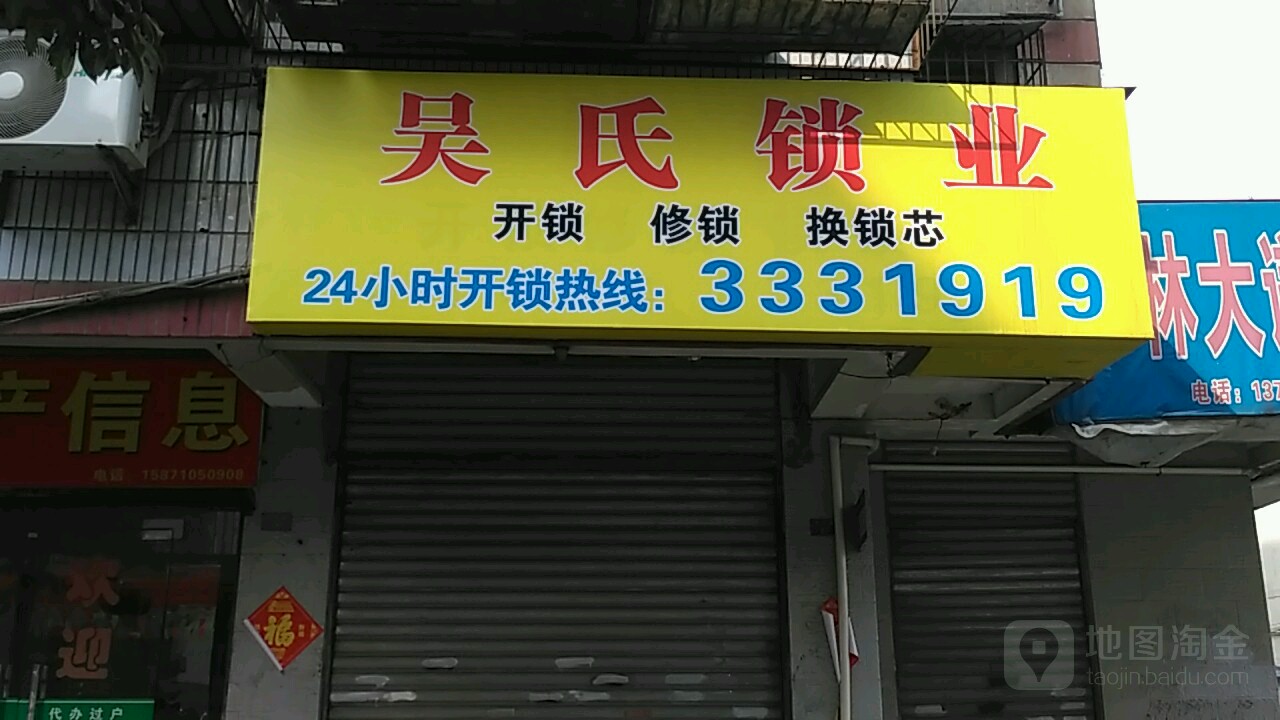 吴氏锁业
开锁 修锁 换锁芯
24小时开锁热线：3331919
产信息
电话：15871050908
欢迎
代办过户
福
林大
电话：137
地图淘金
taojin.baidu.com